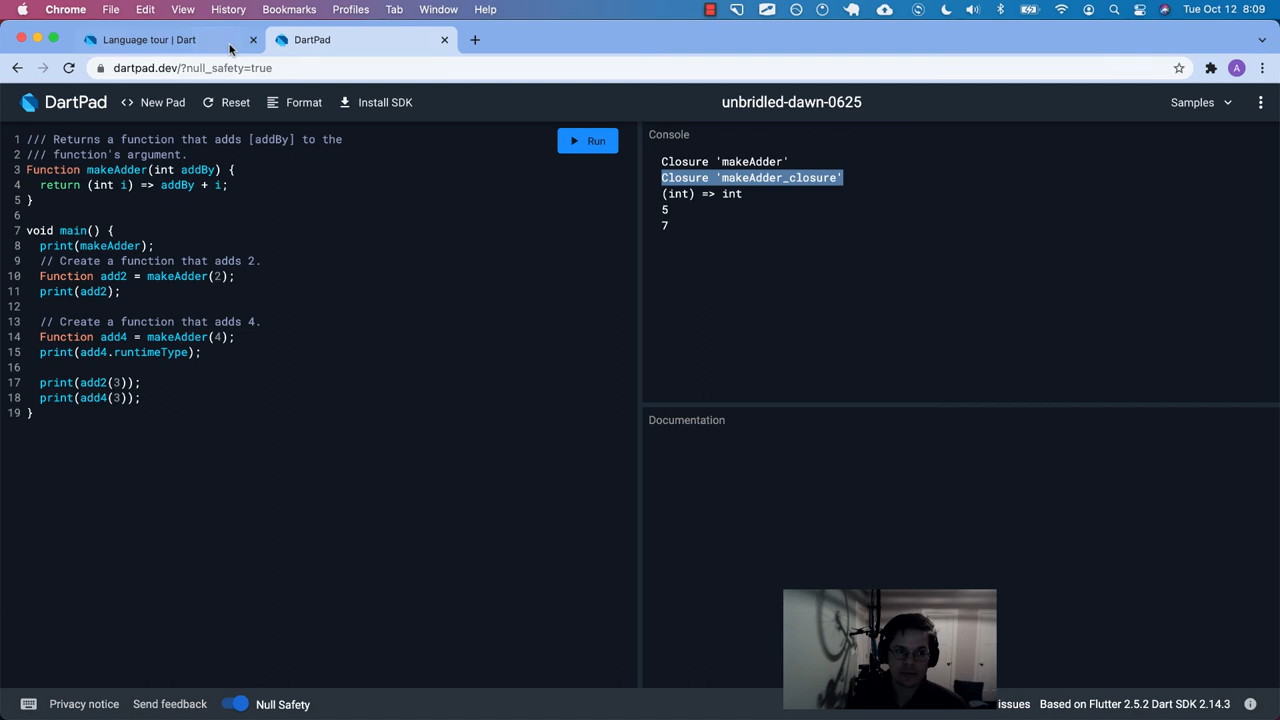 Chrome File Edit View History Bookmarks Profiles Tab Window Help Tue Oct 12 8:09
Language tour | Dart DartPad
dartpad.dev/?null_safety=true A
DartPad <> New Pad Reset Format Install SDK unbridled-dawn-0625 Samples
1 /// Returns a function that adds [addBy] to the
2 /// function's argument.
3 Function makeAdder(int addBy) {
4 return (int i) => addBy + i;
5 }
6
7 void main() {
8 print(makeAdder);
9 // Create a function that adds 2.
10 Function add2 = makeAdder(2);
11 print(add2);
12
13 // Create a function that adds 4.
14 Function add4 = makeAdder(4);
15 print(add4.runtimeType);
16
17 print(add2(3));
18 print(add4(3));
19 }
Run
Console
Closure 'makeAdder'
Closure 'makeAdder_closure'
(int) => int
5
7
Documentation
Privacy notice Send feedback Null Safety issues Based on Flutter 2.5.2 Dart SDK 2.14.3